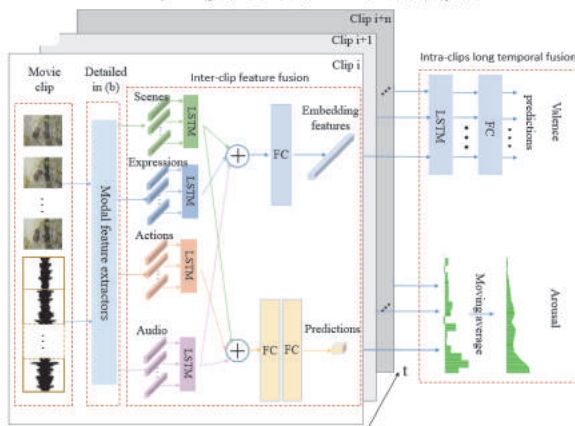 Clip i+n
Clip i+1
Clip i
Movie
clip
Detailed
in (b)
Inter-clip feature fusion
Intra-clips long temporal fusion
Modal feature extractors
Scenes
LSTM
Expressions
LSTM
Actions
LSTM
Audio
LSTM
FC
Embedding
features
FC
FC
Predictions
t
LSTM
FC
Valence
predictions
Moving average
Arousal